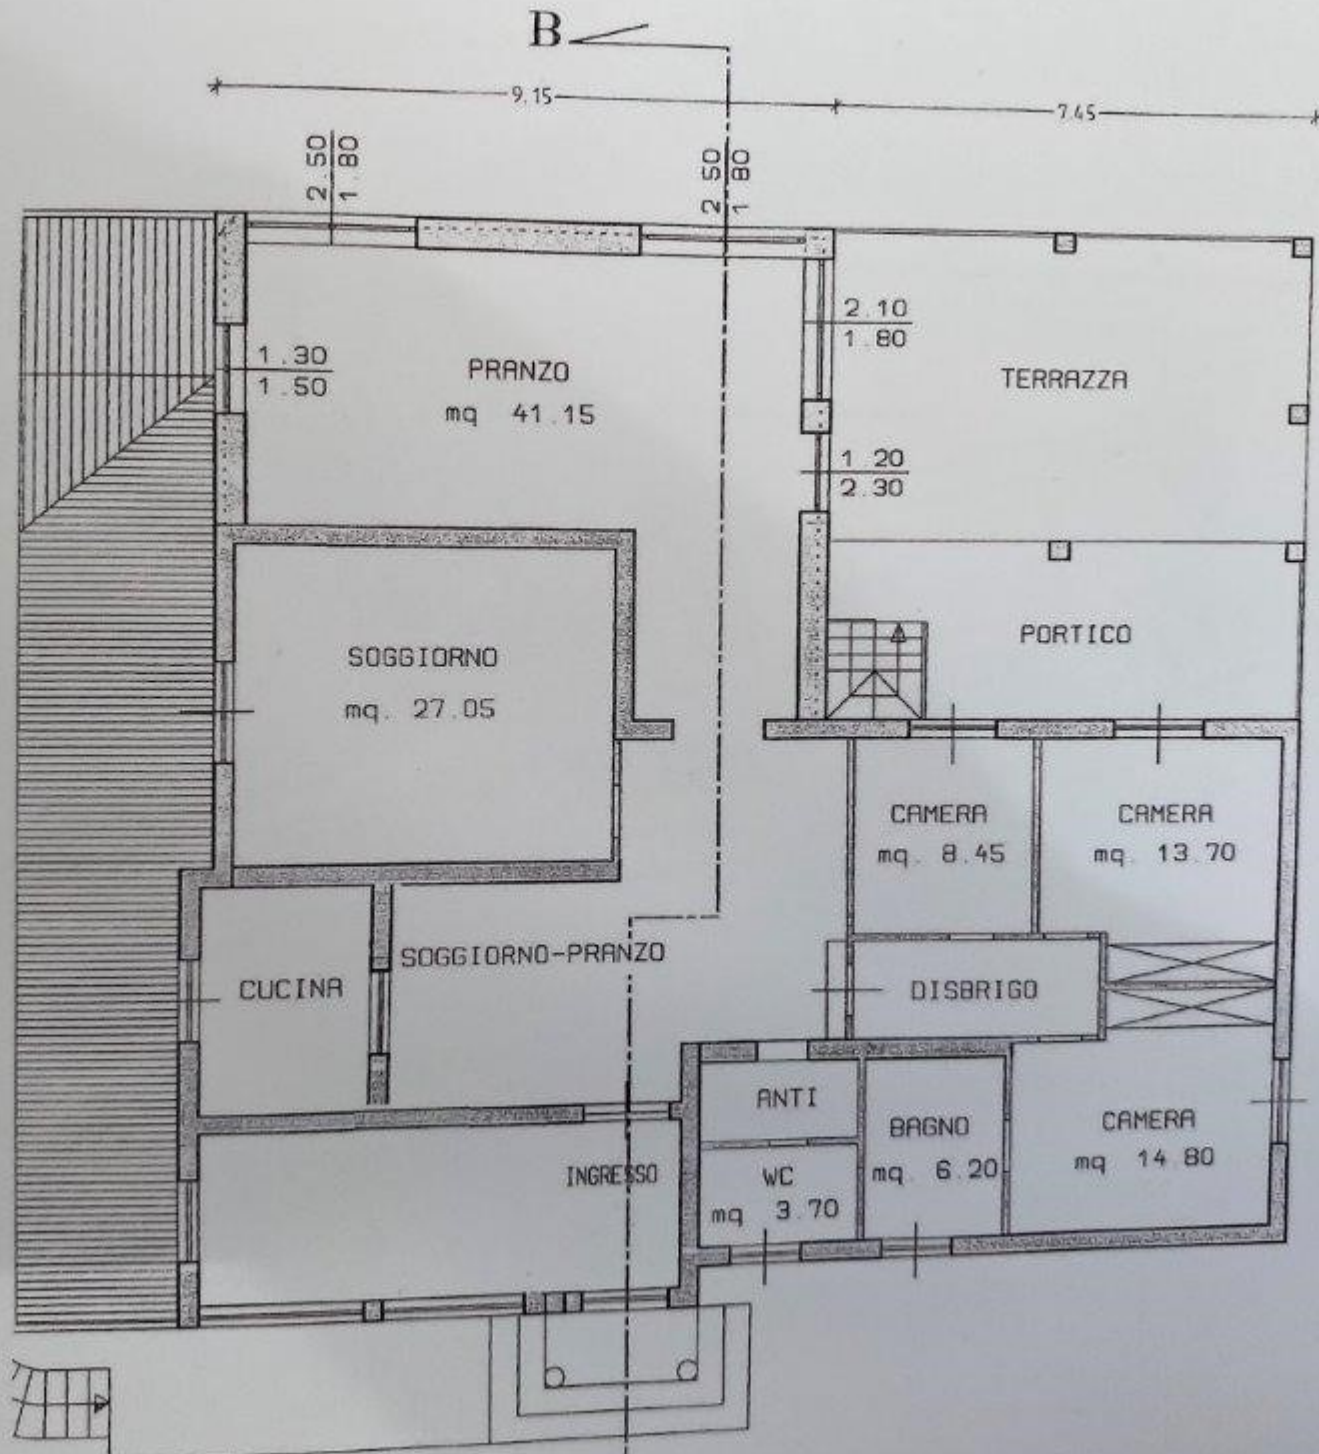 B
9.15
7.45
2.50
1.80
2.50
1.80
1.30
1.50
PRANZO
mq 41.15
2.10
1.80
TERRAZZA
1 20
2.30
PORTICO
SOGGIORNO
mq. 27.05
CAMERA
mq. 8.45
CAMERA
mq. 13.70
SOGGIORNO-PRANZO
CUCINA
DISBRIGO
ANTI
BAGNO
mq. 6.20
CAMERA
mq 14.80
INGRESSO
WC
mq 3.70